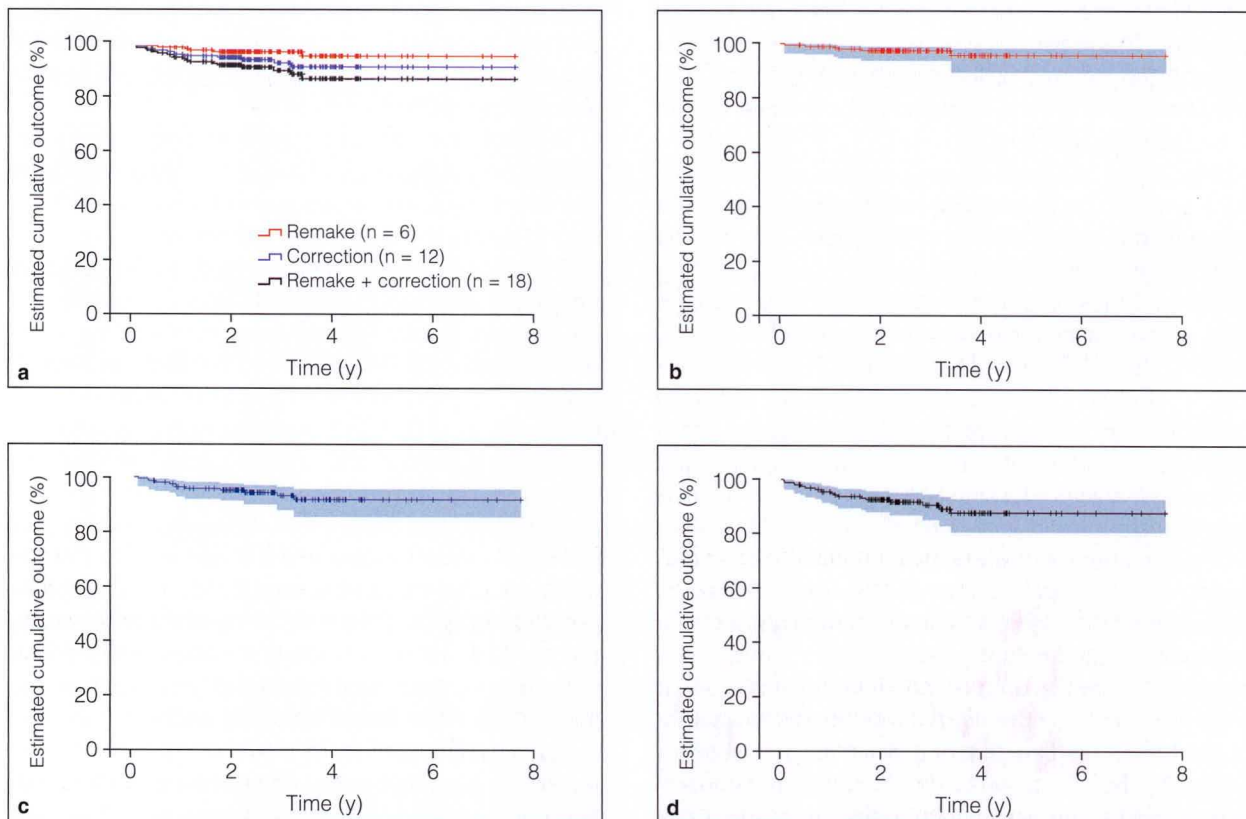 Estimated cumulative outcome (%)
100
80
60
40
20
0
Remake (n = 6)
Correction (n = 12)
Remake + correction (n = 18)
0 2 4 6 8
Time (y)
a
Estimated cumulative outcome (%)
100
80
60
40
20
0
0 2 4 6 8
Time (y)
b
Estimated cumulative outcome (%)
100
80
60
40
20
0
0 2 4 6 8
Time (y)
c
Estimated cumulative outcome (%)
100
80
60
40
20
0
0 2 4 6 8
Time (y)
d